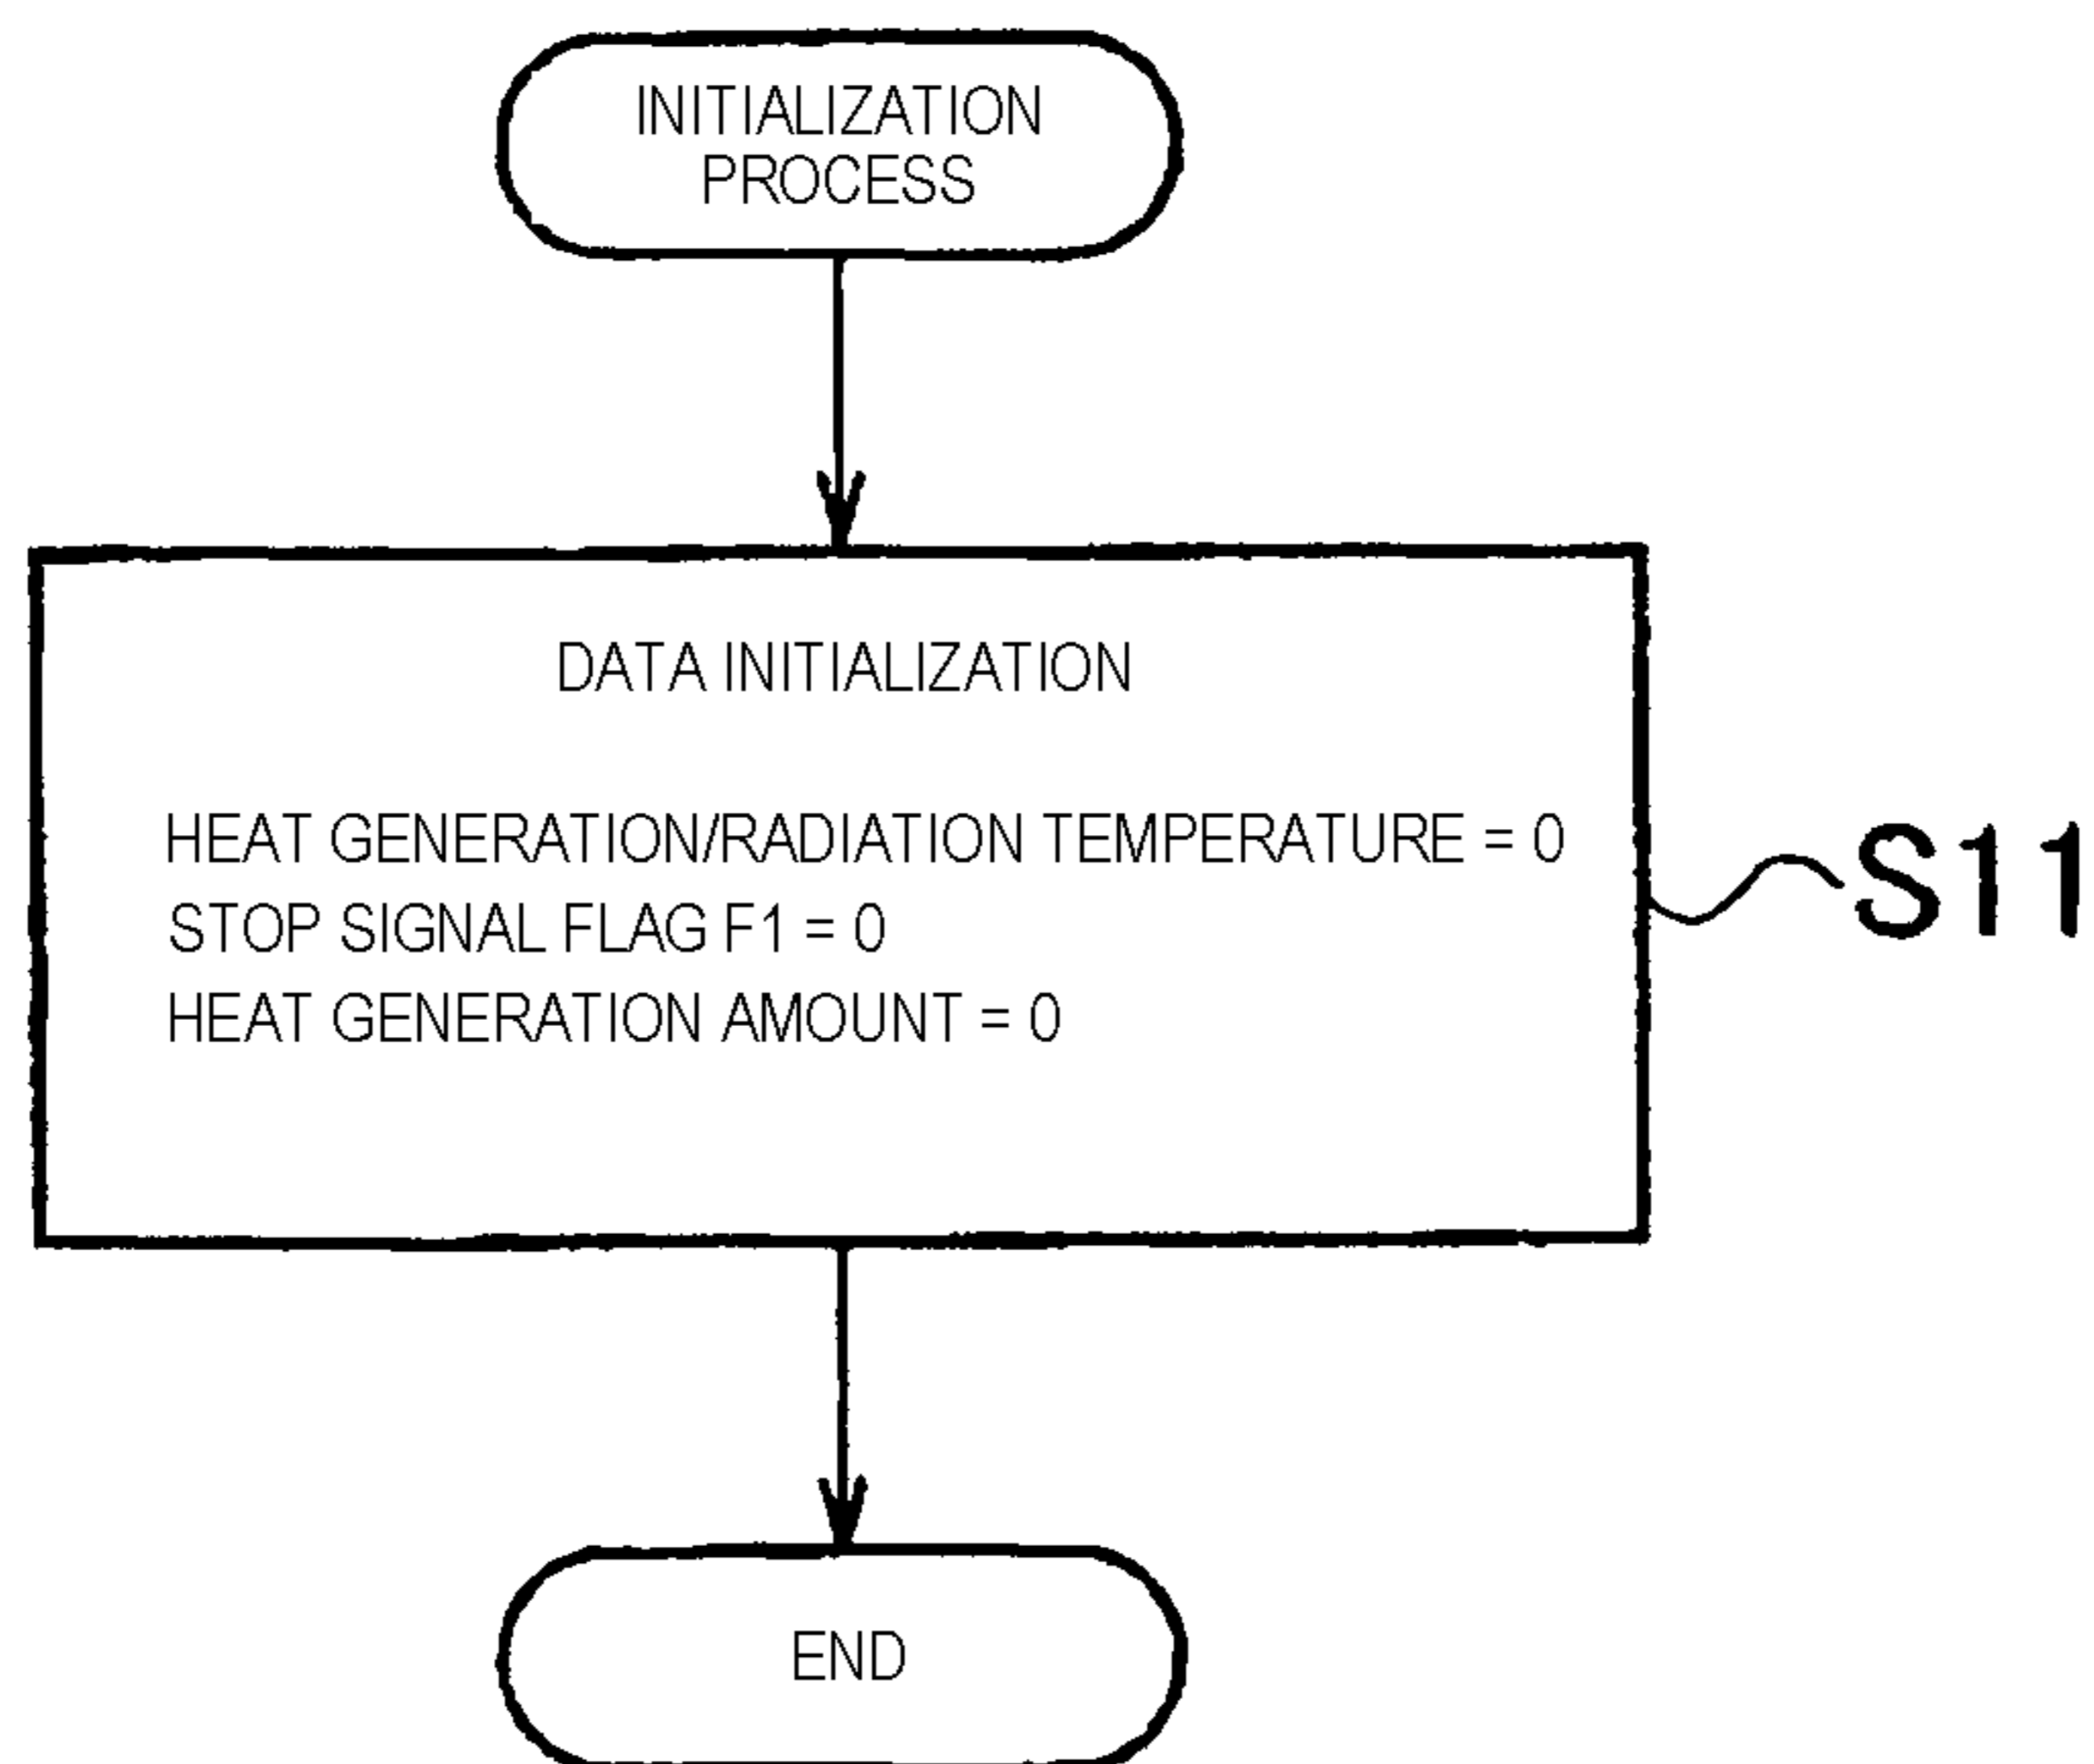 INITIALIZATION
PROCESS
DATA INITIALIZATION
HEAT GENERATION/RADIATION TEMPERATURE = 0
STOP SIGNAL FLAG F1 = 0
HEAT GENERATION AMOUNT = 0
S11
END